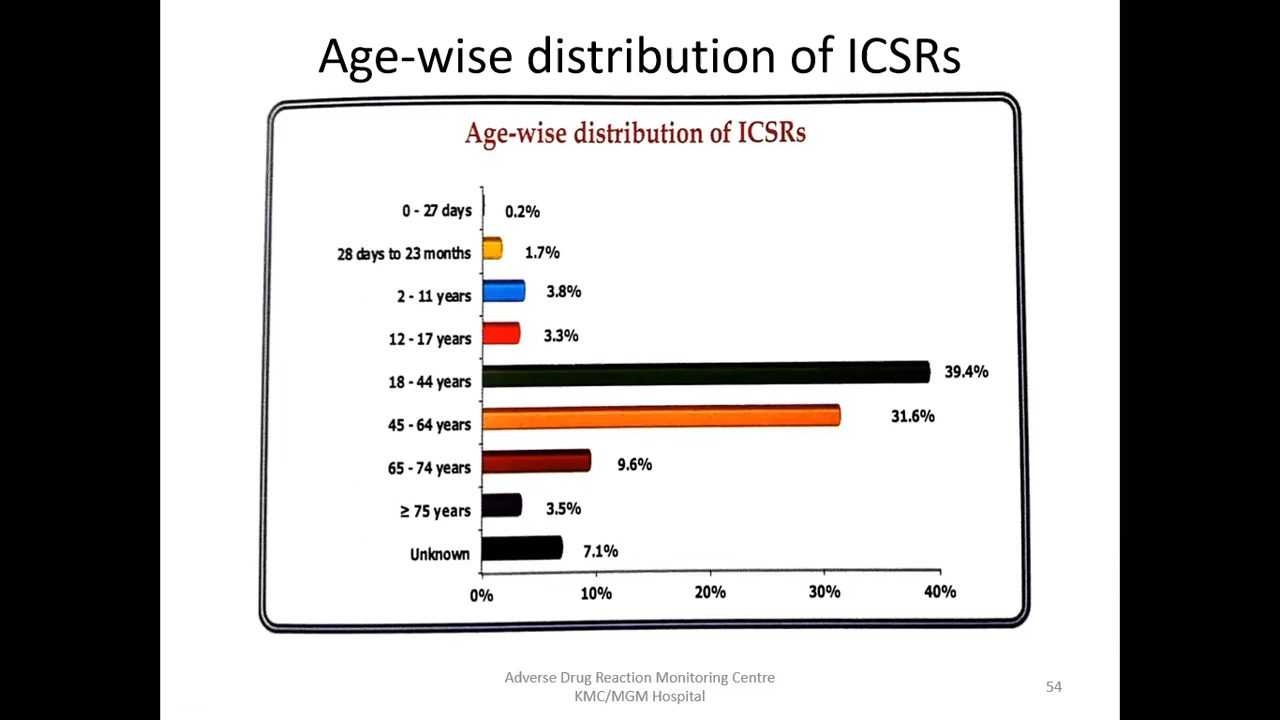 Age-wise distribution of ICSRs
Age-wise distribution of ICSRs
0 - 27 days 0.2%
28 days to 23 months 1.7%
2 - 11 years 3.8%
12 - 17 years 3.3%
18 - 44 years 39.4%
45 - 64 years 31.6%
65 - 74 years 9.6%
≥ 75 years 3.5%
Unknown 7.1%
0% 10% 20% 30% 40%
Adverse Drug Reaction Monitoring Centre
KMC/MGM Hospital
54